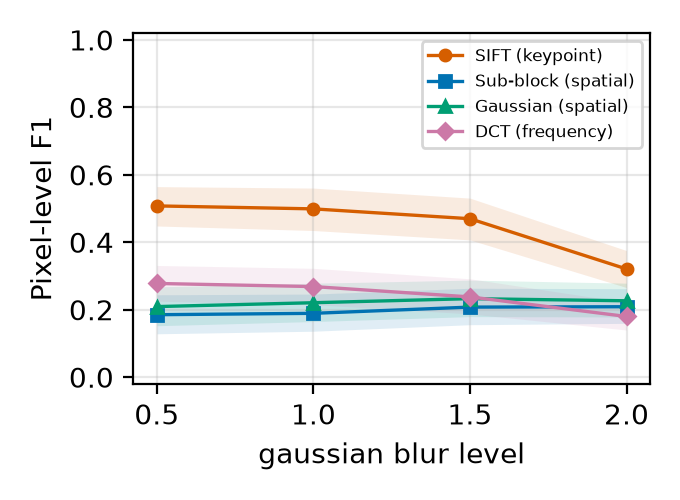 1.0
0.8
0.6
0.4
0.2
0.0
Pixel-level F1
SIFT (keypoint)
Sub-block (spatial)
Gaussian (spatial)
DCT (frequency)
0.5 1.0 1.5 2.0
gaussian blur level